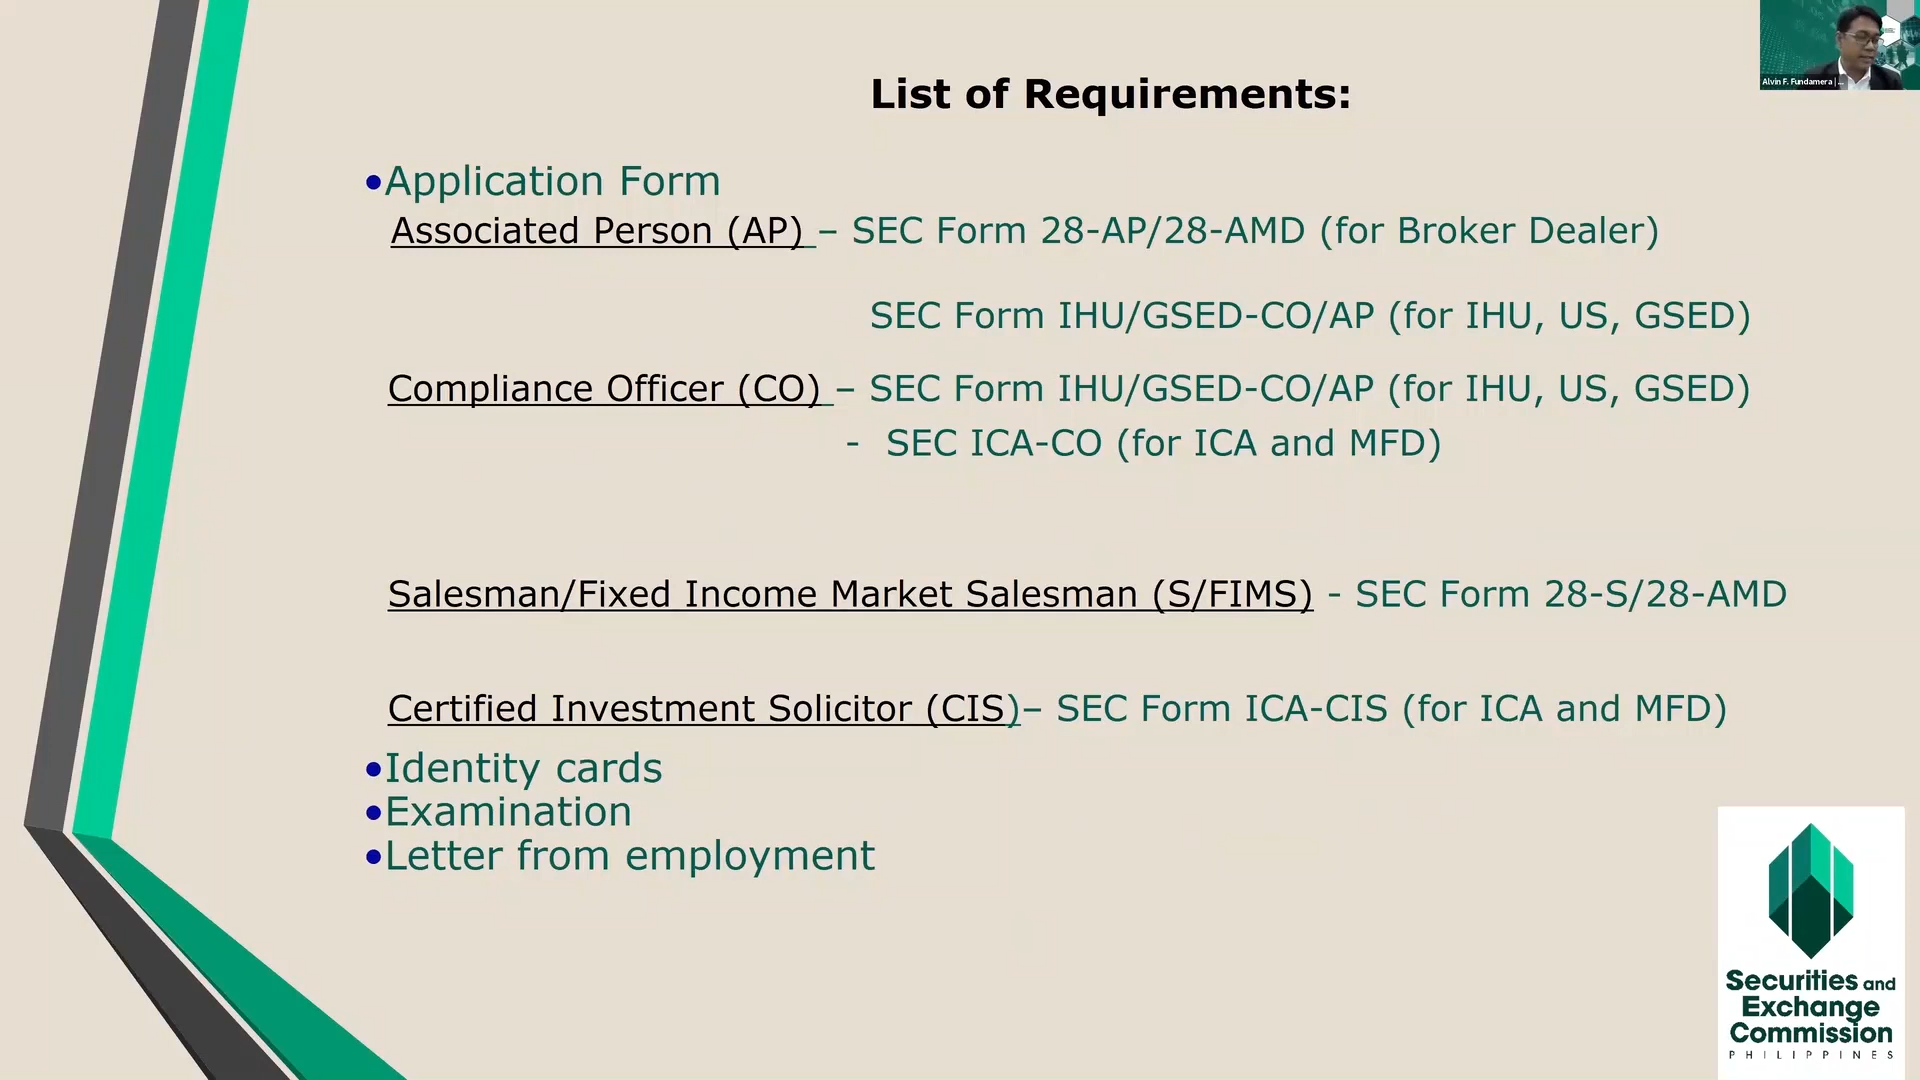 Alvin F. Fundamera | ...
List of Requirements:
•Application Form
Associated Person (AP) – SEC Form 28-AP/28-AMD (for Broker Dealer)
SEC Form IHU/GSED-CO/AP (for IHU, US, GSED)
Compliance Officer (CO) – SEC Form IHU/GSED-CO/AP (for IHU, US, GSED)
- SEC ICA-CO (for ICA and MFD)
Salesman/Fixed Income Market Salesman (S/FIMS) - SEC Form 28-S/28-AMD
Certified Investment Solicitor (CIS)– SEC Form ICA-CIS (for ICA and MFD)
•Identity cards
•Examination
•Letter from employment
Securities and
Exchange
Commission
PHILIPPINES